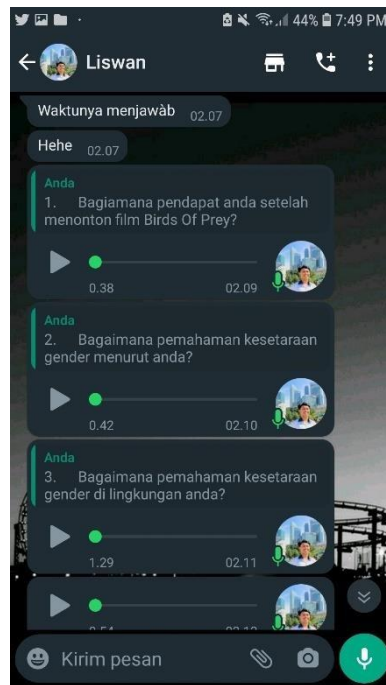 44% 7:49 PM
Liswan
Waktunya menjawàb 02.07
Hehe 02.07
Anda
1. Bagiamana pendapat anda setelah
menonton film Birds Of Prey?
0.38 02.09
Anda
2. Bagaimana pemahaman kesetaraan
gender menurut anda?
0.42 02.10
Anda
3. Bagaimana pemahaman kesetaraan
gender di lingkungan anda?
1.29 02.11
Kirim pesan